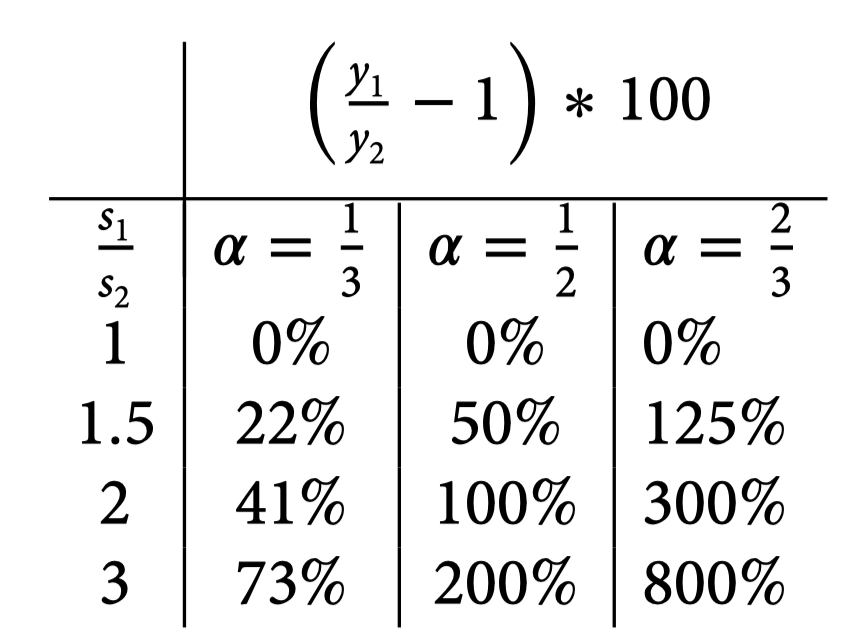 (y₁/y₂ − 1) * 100
s₁/s₂ α = 1/3 α = 1/2 α = 2/3
1 0% 0% 0%
1.5 22% 50% 125%
2 41% 100% 300%
3 73% 200% 800%